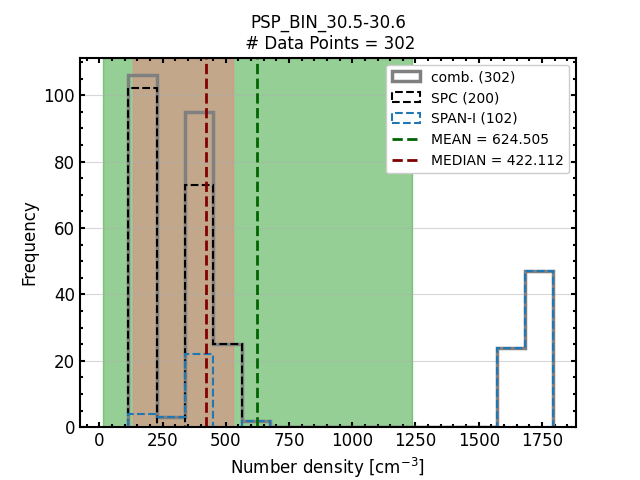 PSP_BIN_30.5-30.6
# Data Points = 302
comb. (302)
SPC (200)
SPAN-I (102)
MEAN = 624.505
MEDIAN = 422.112
Frequency
100
80
60
40
20
0
0 250 500 750 1000 1250 1500 1750
Number density [cm⁻³]